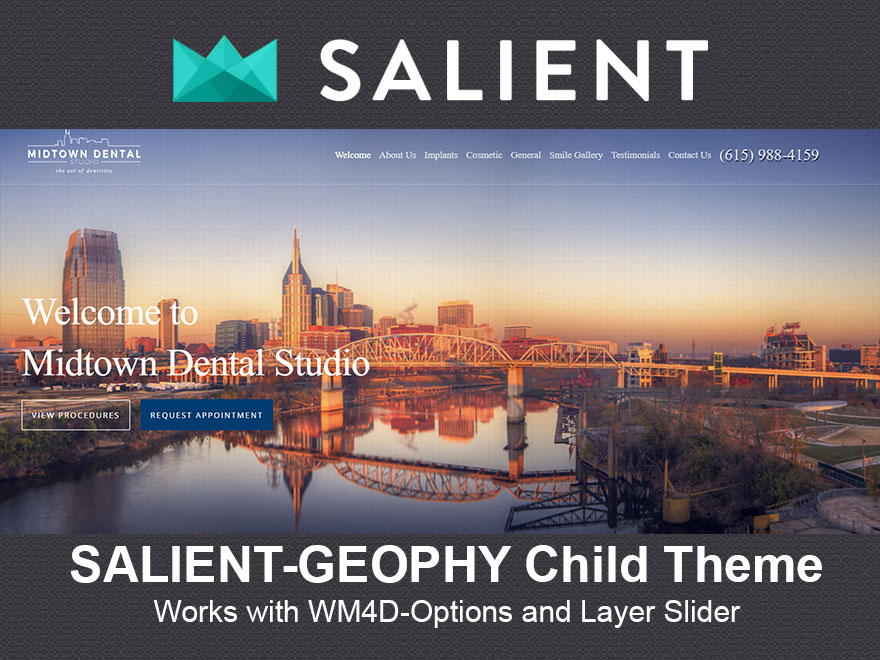 SALIENT
MIDTOWN DENTAL
STUDIO
the art of dentistry
Welcome About Us Implants Cosmetic General Smile Gallery Testimonials Contact Us (615) 988-4159
Welcome to
Midtown Dental Studio
VIEW PROCEDURES REQUEST APPOINTMENT
SALIENT-GEOPHY Child Theme
Works with WM4D-Options and Layer Slider